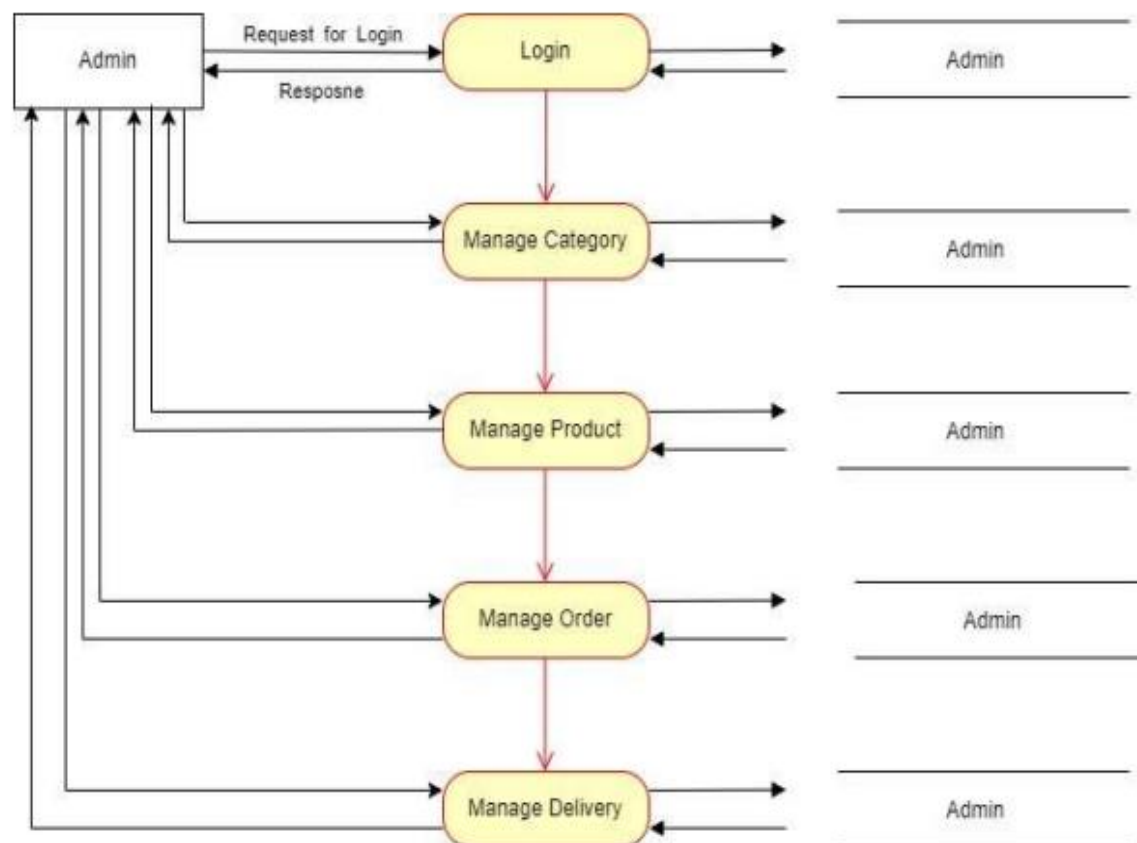 Admin
Request for Login
Resposne
Login
Admin
Manage Category
Admin
Manage Product
Admin
Manage Order
Admin
Manage Delivery
Admin